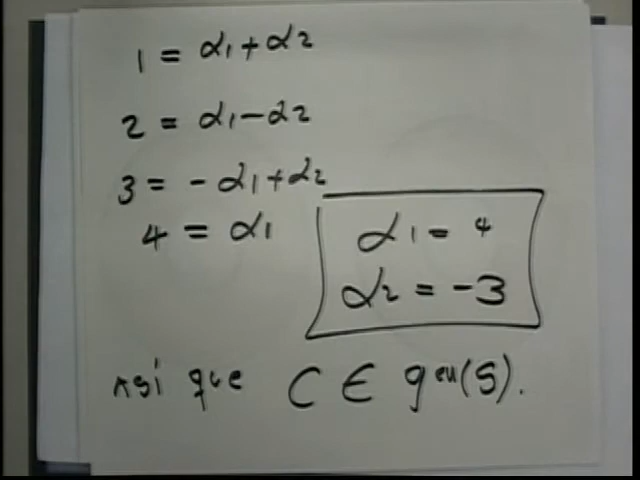 1 = α1 + α2
2 = α1 - α2
3 = - α1 + α2
4 = α1
α1 = 4
α2 = -3
Así que C ∈ gen(S).